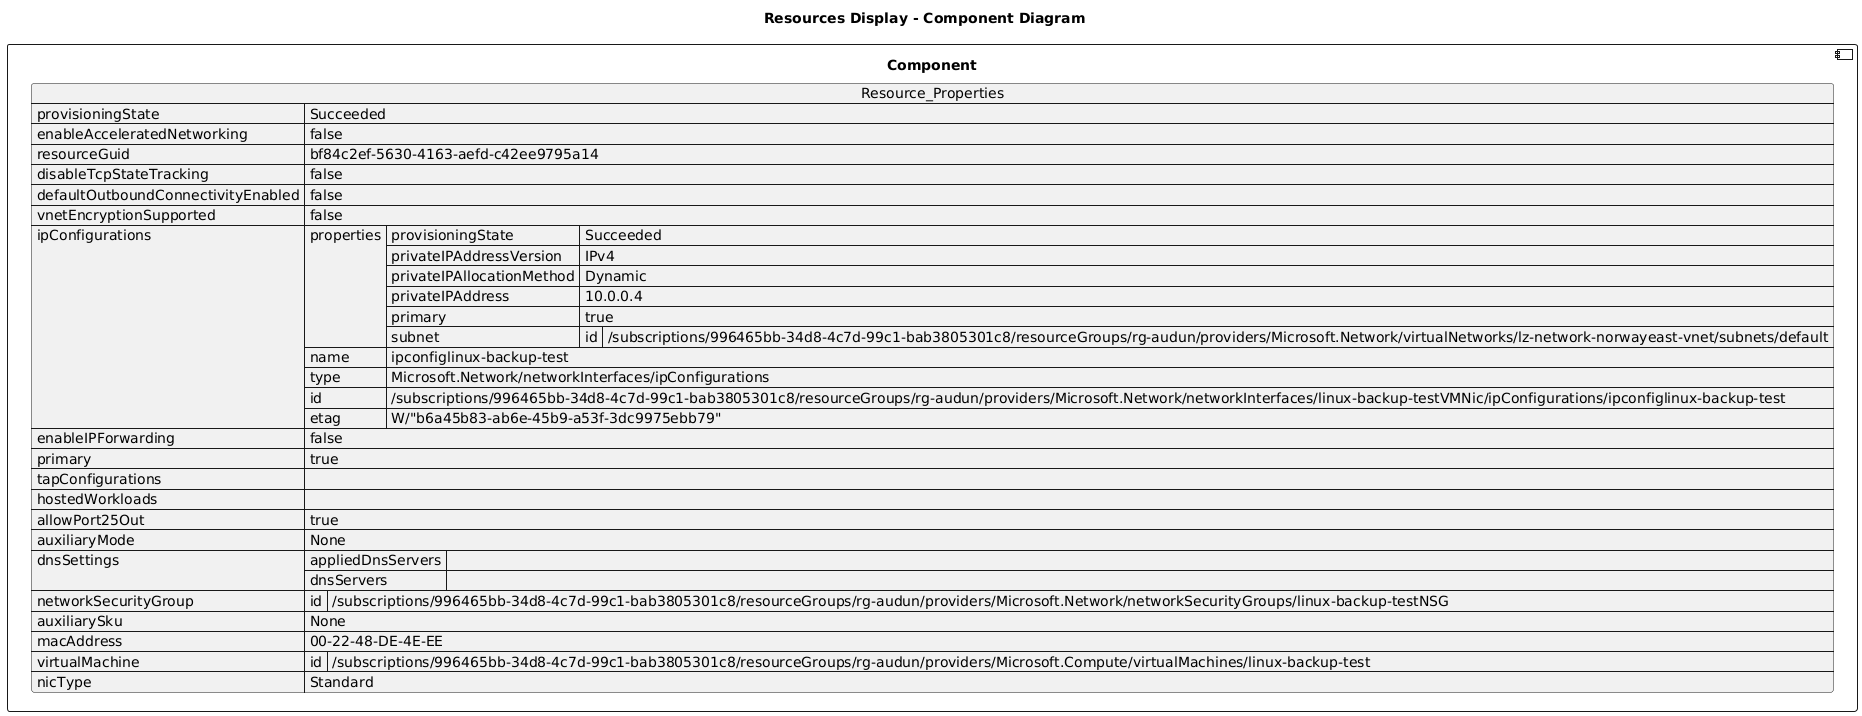 Resources Display - Component Diagram
Component
Resource_Properties
provisioningState Succeeded
enableAcceleratedNetworking false
resourceGuid bf84c2ef-5630-4163-aefd-c42ee9795a14
disableTcpStateTracking false
defaultOutboundConnectivityEnabled false
vnetEncryptionSupported false
ipConfigurations properties provisioningState Succeeded
privateIPAddressVersion IPv4
privateIPAllocationMethod Dynamic
privateIPAddress 10.0.0.4
primary true
subnet id /subscriptions/996465bb-34d8-4c7d-99c1-bab3805301c8/resourceGroups/rg-audun/providers/Microsoft.Network/virtualNetworks/lz-network-norwayeast-vnet/subnets/default
name ipconfiglinux-backup-test
type Microsoft.Network/networkInterfaces/ipConfigurations
id /subscriptions/996465bb-34d8-4c7d-99c1-bab3805301c8/resourceGroups/rg-audun/providers/Microsoft.Network/networkInterfaces/linux-backup-testVMNic/ipConfigurations/ipconfiglinux-backup-test
etag W/"b6a45b83-ab6e-45b9-a53f-3dc9975ebb79"
enableIPForwarding false
primary true
tapConfigurations
hostedWorkloads
allowPort25Out true
auxiliaryMode None
dnsSettings appliedDnsServers
dnsServers
networkSecurityGroup id /subscriptions/996465bb-34d8-4c7d-99c1-bab3805301c8/resourceGroups/rg-audun/providers/Microsoft.Network/networkSecurityGroups/linux-backup-testNSG
auxiliarySku None
macAddress 00-22-48-DE-4E-EE
virtualMachine id /subscriptions/996465bb-34d8-4c7d-99c1-bab3805301c8/resourceGroups/rg-audun/providers/Microsoft.Compute/virtualMachines/linux-backup-test
nicType Standard